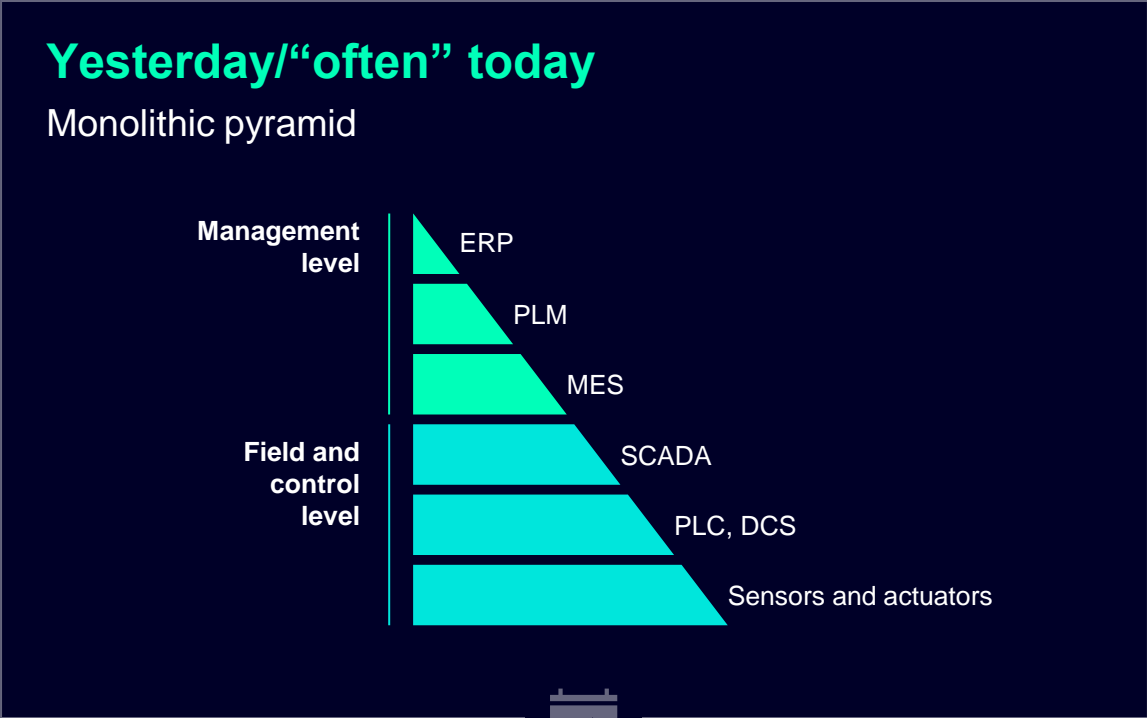 Yesterday/“often” today
Monolithic pyramid
Management
level
ERP
PLM
MES
Field and
control
level
SCADA
PLC, DCS
Sensors and actuators